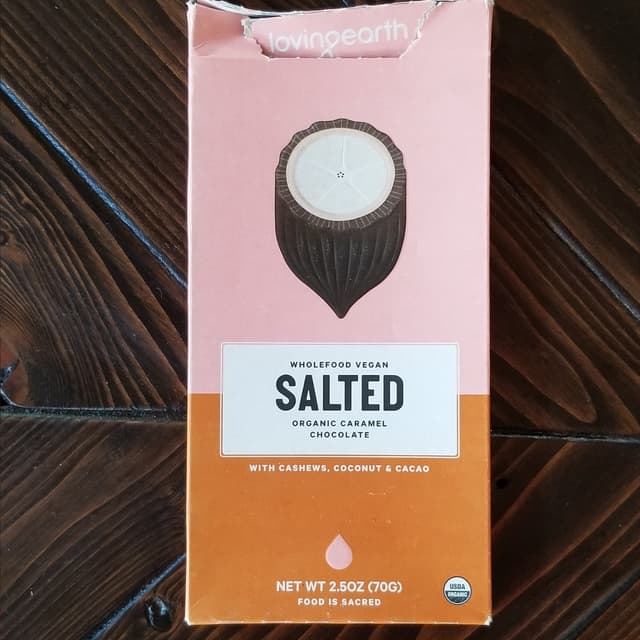 lovingearth
WHOLEFOOD VEGAN
SALTED
ORGANIC CARAMEL
CHOCOLATE
WITH CASHEWS, COCONUT & CACAO
NET WT 2.5OZ (70G)
FOOD IS SACRED
USDA
ORGANIC